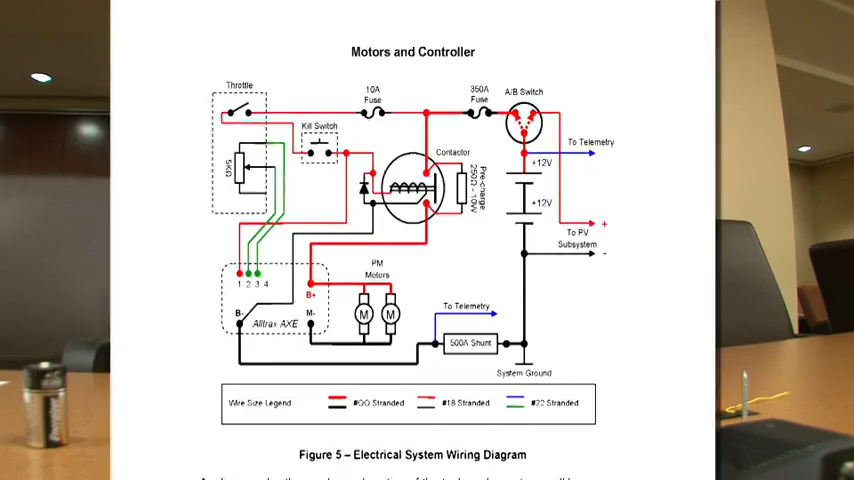 Motors and Controller
Throttle
10A
Fuse
350A
Fuse
A/B Switch
Kill Switch
To Telemetry
Contactor
+12V
5KΩ
Pre-charge
250Ω - 10W
+12V
+
To PV
Subsystem
-
PM
Motors
1 2 3 4
B+
M M
B-
M-
Alltrax AXE
To Telemetry
500A Shunt
System Ground
Wire Size Legend
#OO Stranded
#18 Stranded
#22 Stranded
Figure 5 – Electrical System Wiring Diagram